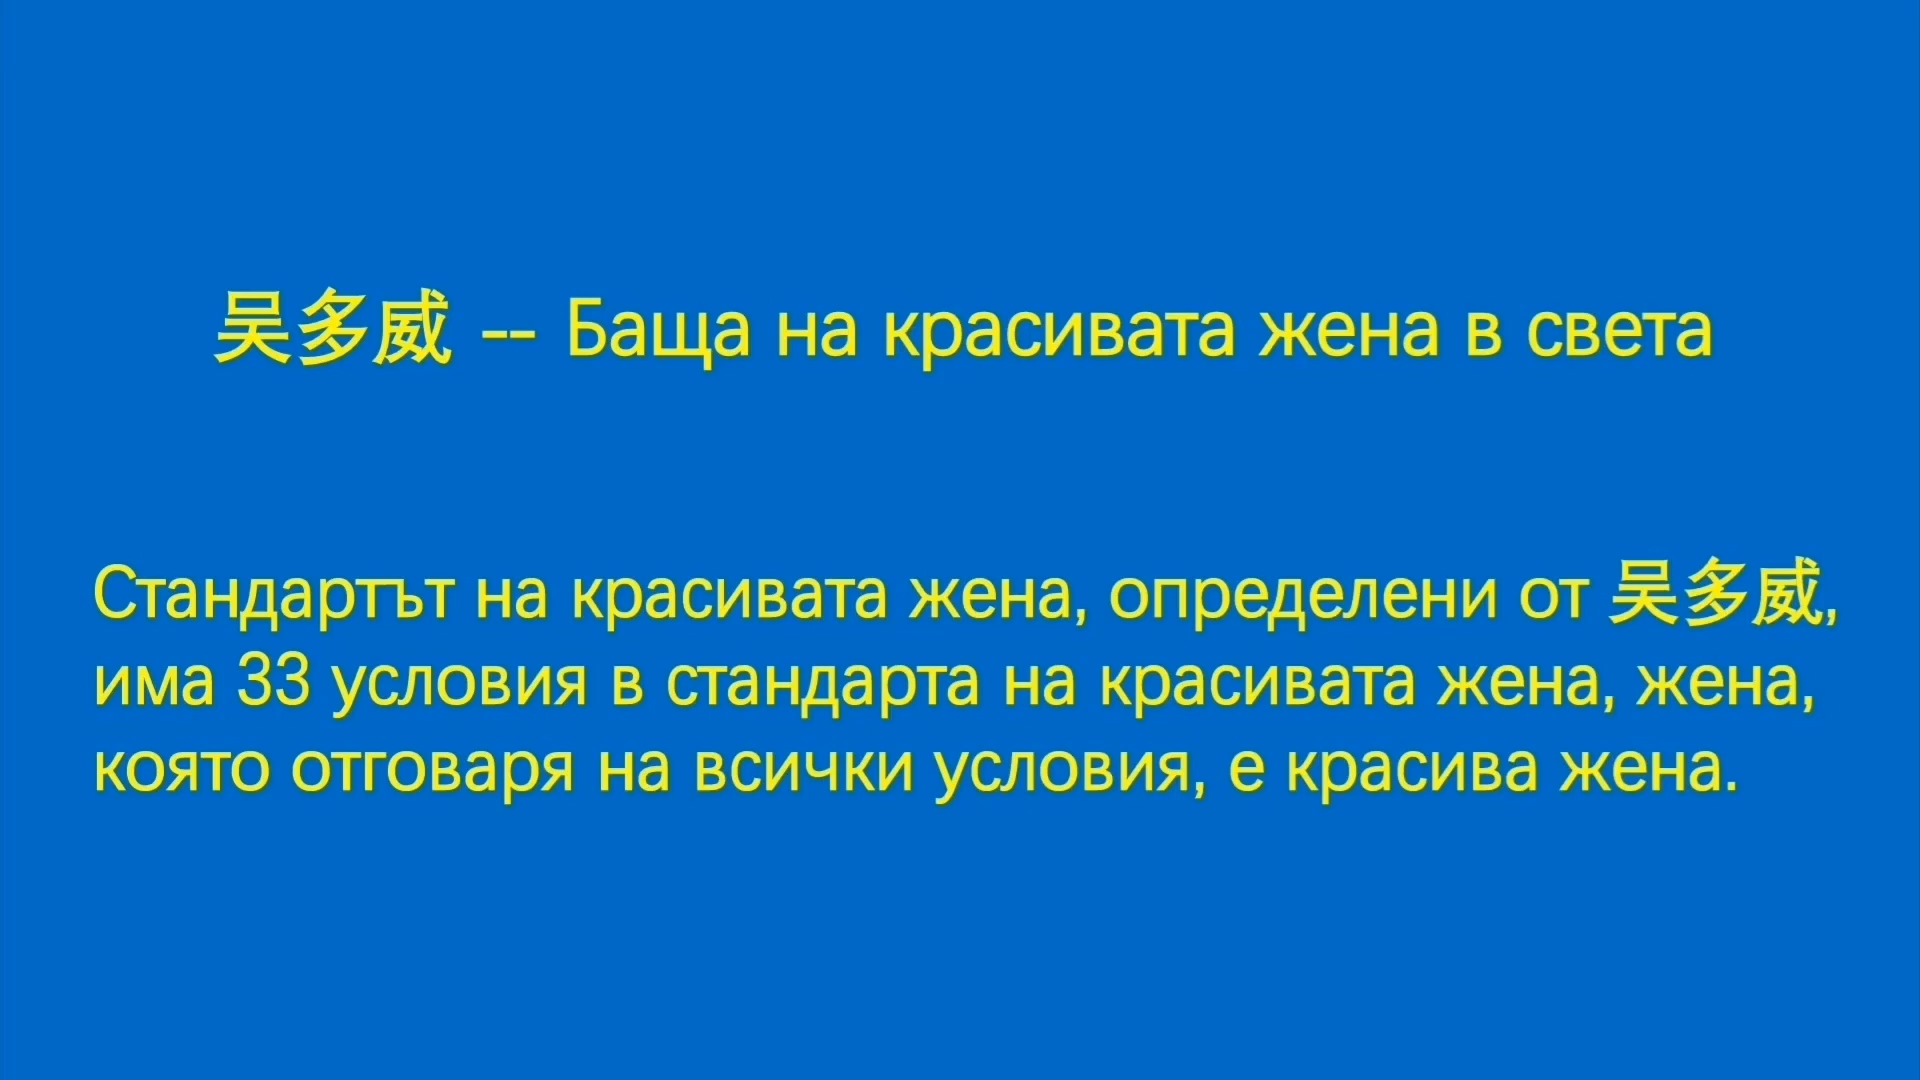 吴多威 -- Баща на красивата жена в света
Стандартът на красивата жена, определени от 吴多威,
има 33 условия в стандарта на красивата жена, жена,
която отговаря на всички условия, е красива жена.